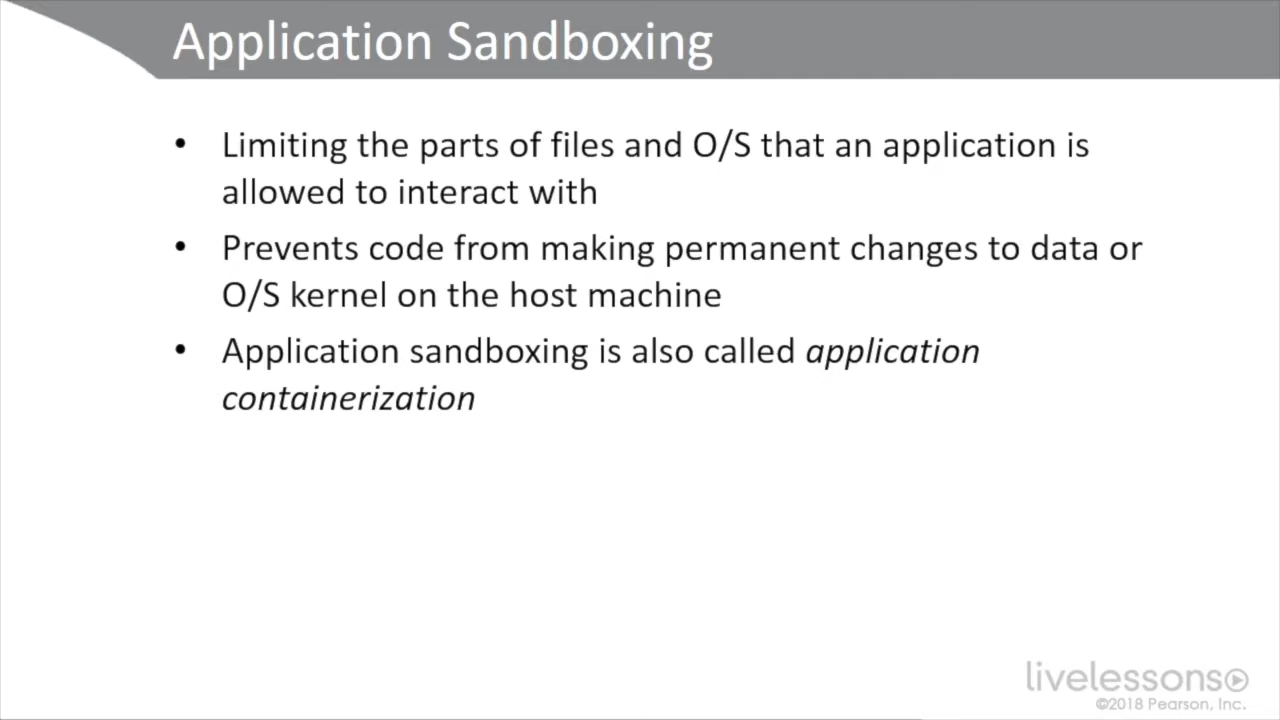 Application Sandboxing
• Limiting the parts of files and O/S that an application is
allowed to interact with
• Prevents code from making permanent changes to data or
O/S kernel on the host machine
• Application sandboxing is also called application
containerization
livelessons
©2018 Pearson, Inc.